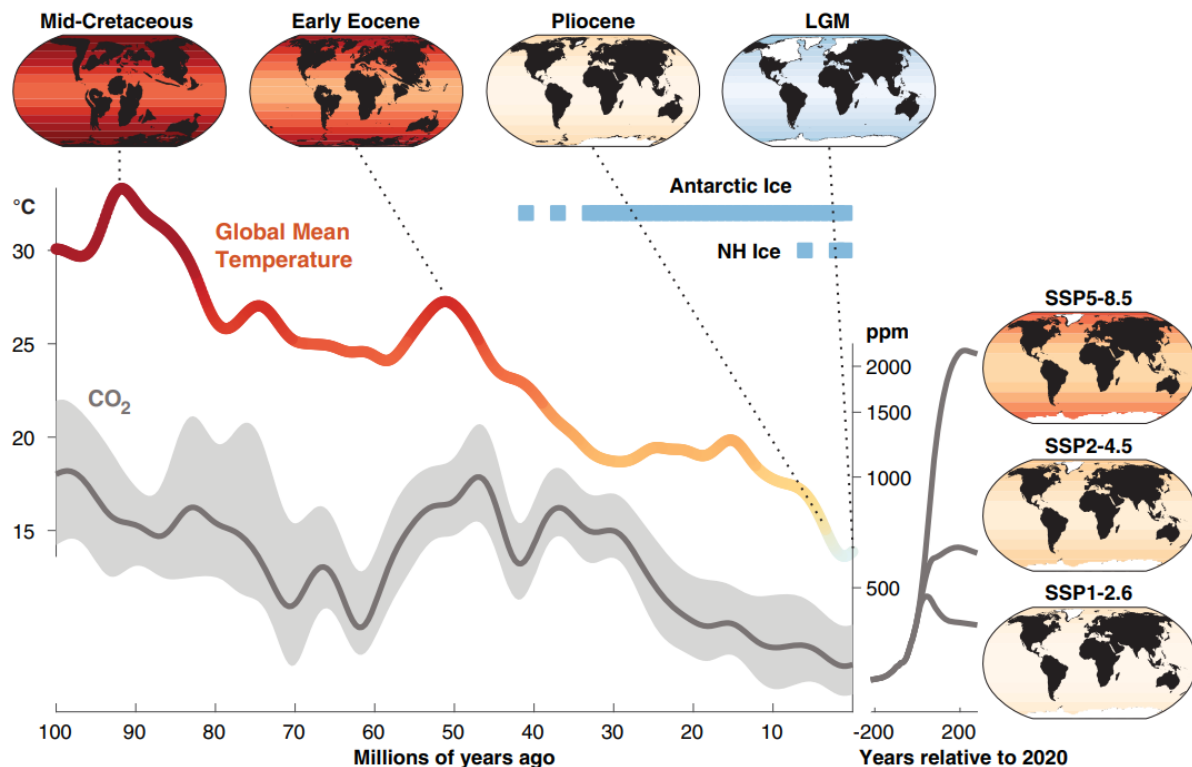 Mid-Cretaceous
Early Eocene
Pliocene
LGM
°C
30
25
20
15
Global Mean
Temperature
Antarctic Ice
NH Ice
CO₂
ppm
2000
1500
1000
500
SSP5-8.5
SSP2-4.5
SSP1-2.6
100
90
80
70
60
50
40
30
20
10
-200
200
Millions of years ago
Years relative to 2020